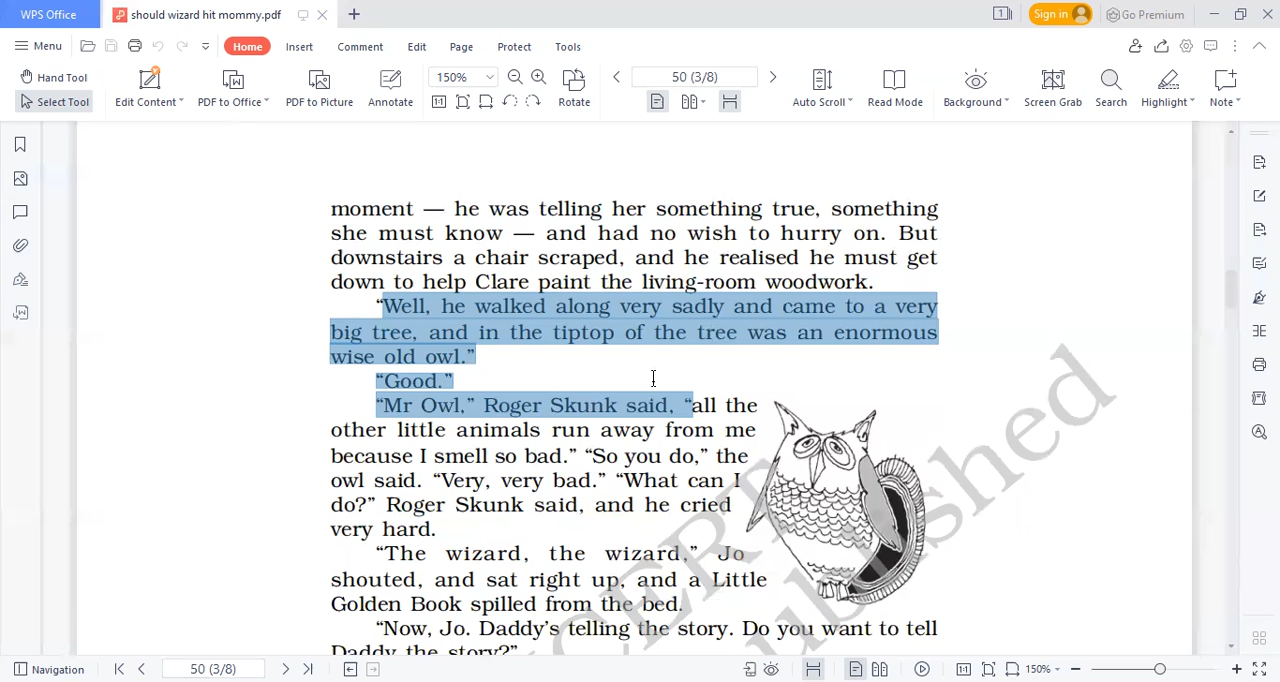 WPS Office
should wizard hit mommy.pdf
Sign in
Go Premium
Menu
Home
Insert
Comment
Edit
Page
Protect
Tools
Hand Tool
Select Tool
Edit Content
PDF to Office
PDF to Picture
Annotate
150%
Rotate
50 (3/8)
Auto Scroll
Read Mode
Background
Screen Grab
Search
Highlight
Note
moment — he was telling her something true, something
she must know — and had no wish to hurry on. But
downstairs a chair scraped, and he realised he must get
down to help Clare paint the living-room woodwork.
“Well, he walked along very sadly and came to a very
big tree, and in the tiptop of the tree was an enormous
wise old owl.”
“Good.”
“Mr Owl,” Roger Skunk said, “all the
other little animals run away from me
because I smell so bad.” “So you do,” the
owl said. “Very, very bad.” “What can I
do?” Roger Skunk said, and he cried
very hard.
“The wizard, the wizard,” Jo
shouted, and sat right up, and a Little
Golden Book spilled from the bed.
“Now, Jo. Daddy’s telling the story. Do you want to tell
Daddy the story?”
Navigation
50 (3/8)
150%